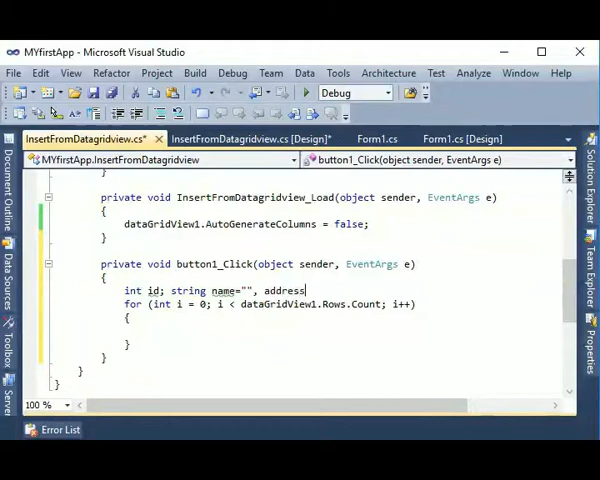 MYfirstApp - Microsoft Visual Studio
File Edit View Refactor Project Build Debug Team Data Tools Architecture Test Analyze Window Help
Debug
InsertFromDatagridview.cs* InsertFromDatagridview.cs [Design]* Form1.cs Form1.cs [Design]
MYfirstApp.InsertFromDatagridview button1_Click(object sender, EventArgs e)
}
private void InsertFromDatagridview_Load(object sender, EventArgs e)
{
dataGridView1.AutoGenerateColumns = false;
}
private void button1_Click(object sender, EventArgs e)
{
int id; string name="", address
for (int i = 0; i < dataGridView1.Rows.Count; i++)
{
}
}
}
}
100 %
Error List
Document Outline
Data Sources
Toolbox
Server
Solution Explorer
Properties